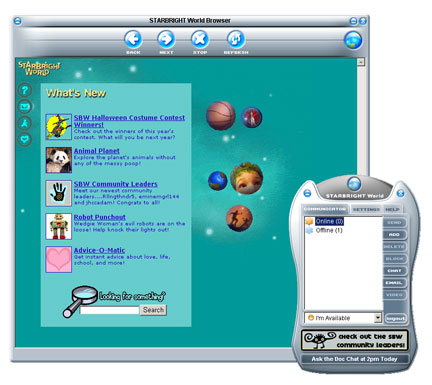 STARBRIGHT World Browser
BACK NEXT STOP REFRESH
STARBRIGHT
WORLD
What's New
SBW Halloween Costume Contest
Winners!
Check out the winners of this year's
contest. What will you be next year?
Animal Planet
Explore the planet's animals without
any of the messy poop!
SBW Community Leaders
Meet our newest community
leaders....Rlingthndr5, eminemgrl144
and jhssadam! Congrats to all!
Robot Punchout
Wedgie Woman's evil robots are on the
loose! Help knock their lights out!
Advice-O-Matic
Get instant advice about love, life,
school, and more!
Looking for something?
Search
STARBRIGHT World
COMMUNICATOR SETTINGS HELP
Online (0)
Offline (1)
SEND
ADD
DELETE
BLOCK
CHAT
EMAIL
VIDEO
I'm Available
logout
check out the sbw
community leaders!
Ask the Doc Chat at 2pm Today